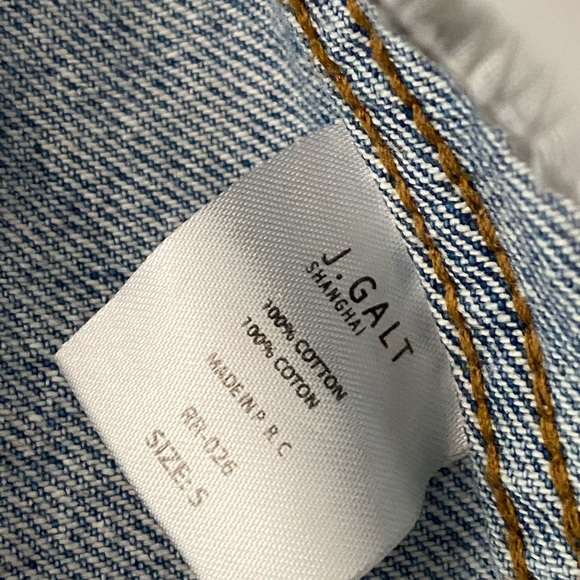 J. GALT
SHANGHAI
100% COTTON
100% COTON
MADE IN P. R. C
RR-026
SIZE: S